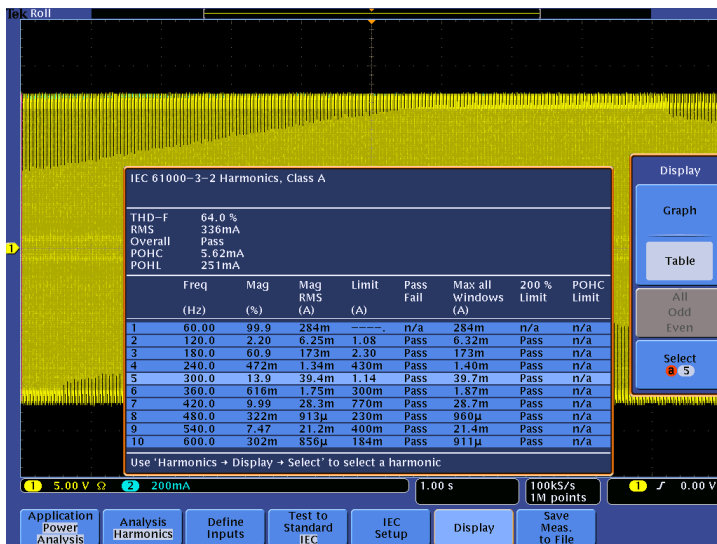 Tek Roll
IEC 61000-3-2 Harmonics, Class A
THD-F 64.0 %
RMS 336mA
Overall Pass
POHC 5.62mA
POHL 251mA
Freq Mag Mag RMS Limit Pass Fail Max all Windows 200 % Limit POHC Limit
(Hz) (%) (A) (A) (A)
1 60.00 99.9 284m ----. n/a 284m n/a n/a
2 120.0 2.20 6.25m 1.08 Pass 6.32m Pass n/a
3 180.0 60.9 173m 2.30 Pass 173m Pass n/a
4 240.0 472m 1.34m 430m Pass 1.40m Pass n/a
5 300.0 13.9 39.4m 1.14 Pass 39.7m Pass n/a
6 360.0 616m 1.75m 300m Pass 1.87m Pass n/a
7 420.0 9.99 28.3m 770m Pass 28.7m Pass n/a
8 480.0 322m 913µ 230m Pass 960µ Pass n/a
9 540.0 7.47 21.2m 400m Pass 21.4m Pass n/a
10 600.0 302m 856µ 184m Pass 911µ Pass n/a
Use 'Harmonics → Display → Select' to select a harmonic
Display
Graph
Table
All
Odd
Even
Select
a 5
1
1 5.00 V Ω 2 200mA 1.00 s 100kS/s 1 0.00 V
1M points
Application
Power
Analysis
Analysis
Harmonics
Define
Inputs
Test to
Standard
IEC
IEC
Setup
Display
Save
Meas.
to File